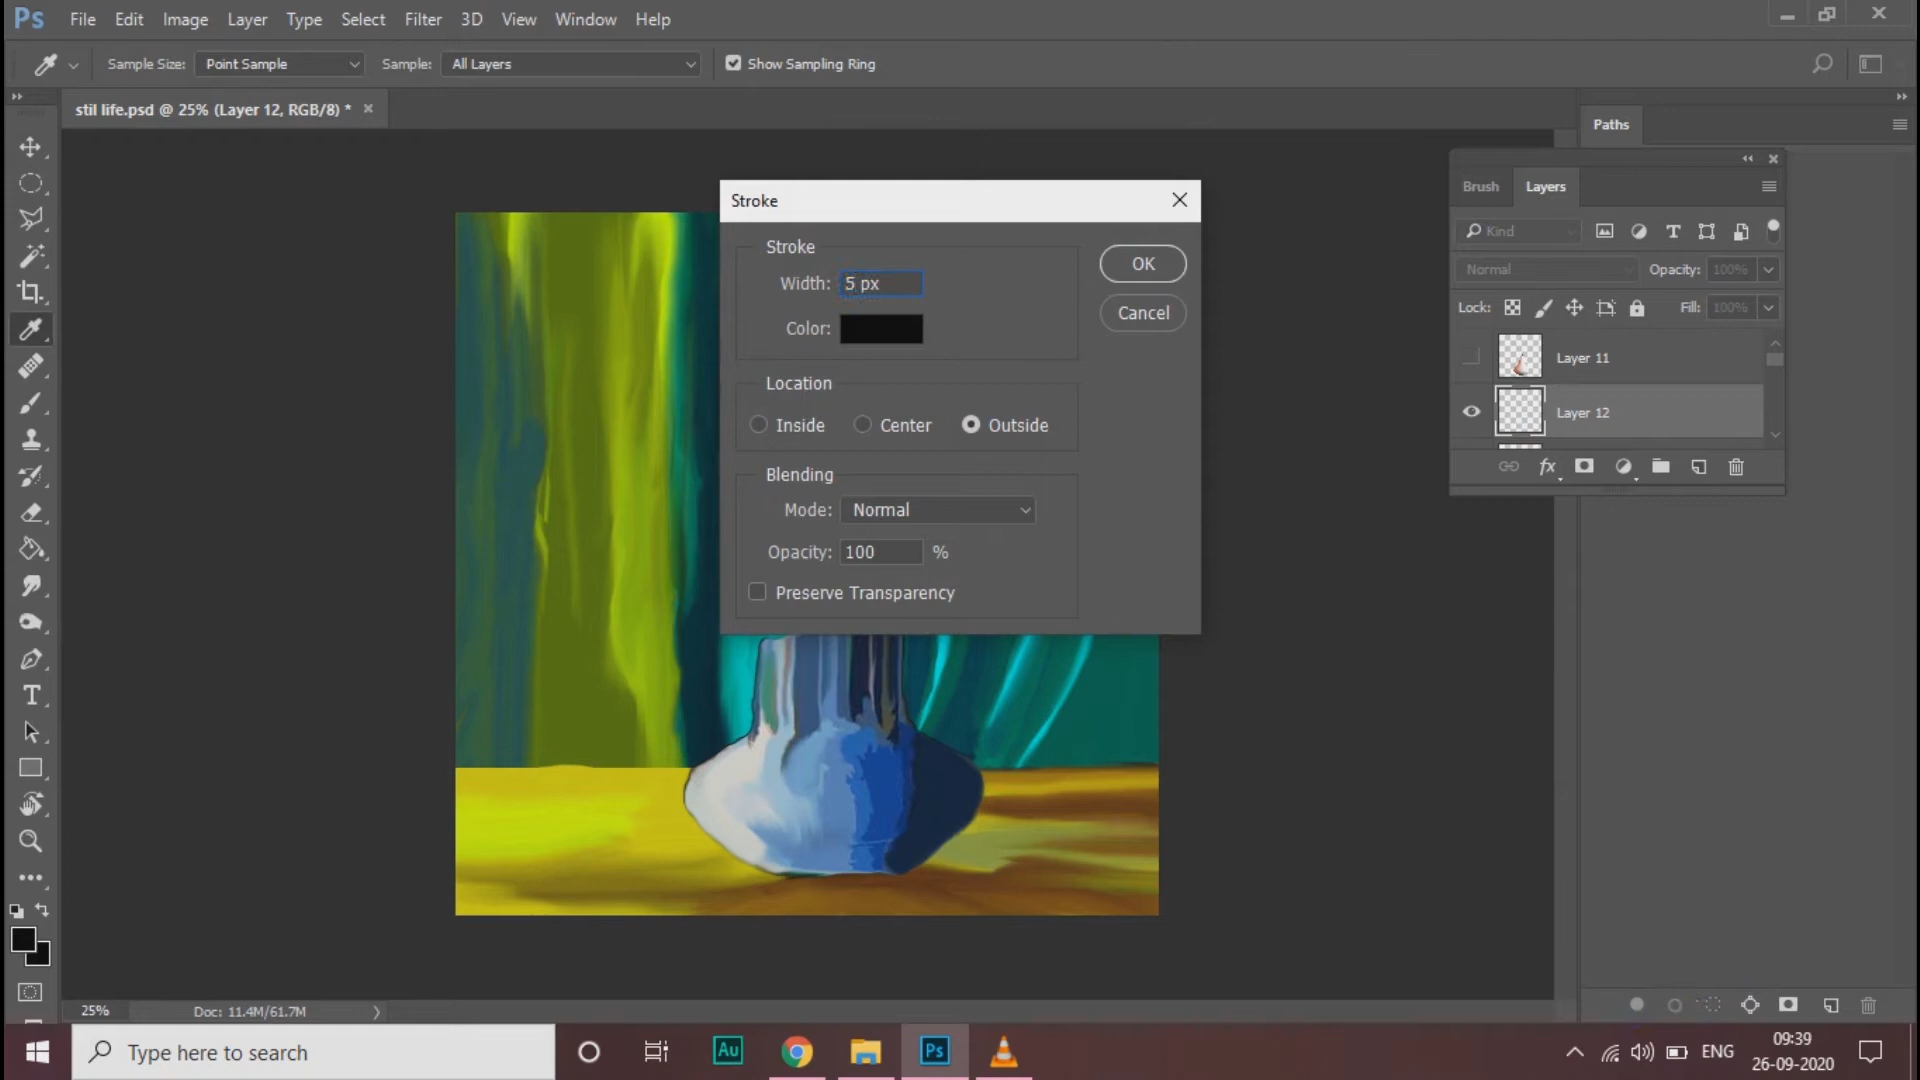 Ps File Edit Image Layer Type Select Filter 3D View Window Help
Sample Size: Point Sample Sample: All Layers Show Sampling Ring
stil life.psd @ 25% (Layer 12, RGB/8) *
Paths
Stroke
Brush Layers
Stroke
Kind
OK
Width: 5 px
Normal Opacity: 100%
Color:
Cancel
Lock: Fill: 100%
Layer 11
Location
Inside Center Outside
Layer 12
fx
Blending
Mode: Normal
Opacity: 100 %
Preserve Transparency
25% Doc: 11.4M/61.7M
Type here to search
Au
Ps
ENG
09:39
26-09-2020